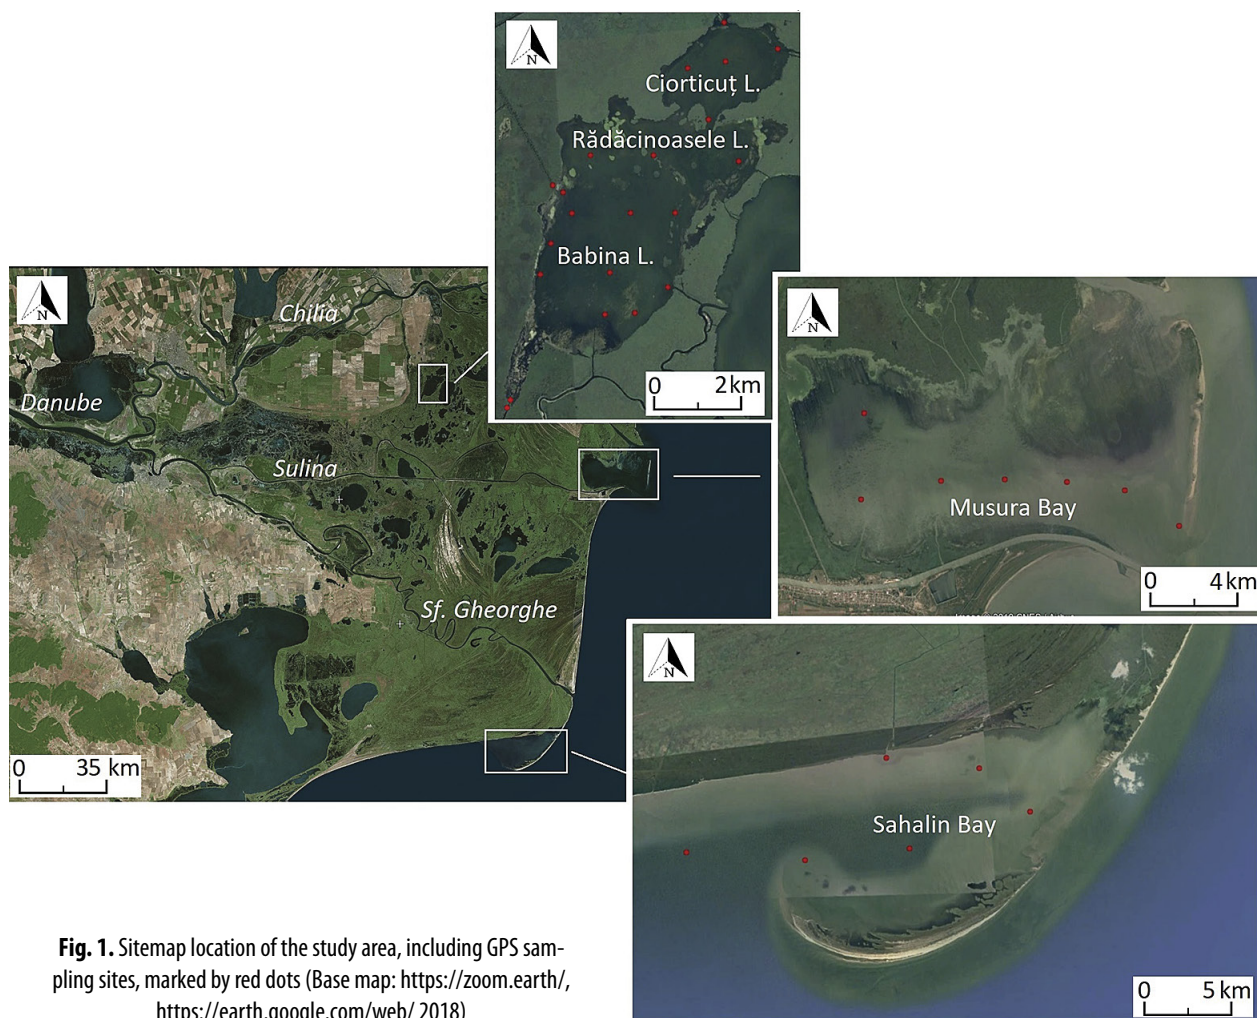 N
Ciorticuț L.
Rădăcinoasele L.
Babina L.
0 2 km
N
Chilia
Danube
Sulina
Sf. Gheorghe
0 35 km
N
Musura Bay
0 4 km
N
Sahalin Bay
0 5 km
Fig. 1. Sitemap location of the study area, including GPS sam-
pling sites, marked by red dots (Base map: https://zoom.earth/,
https://earth.google.com/web/ 2018)